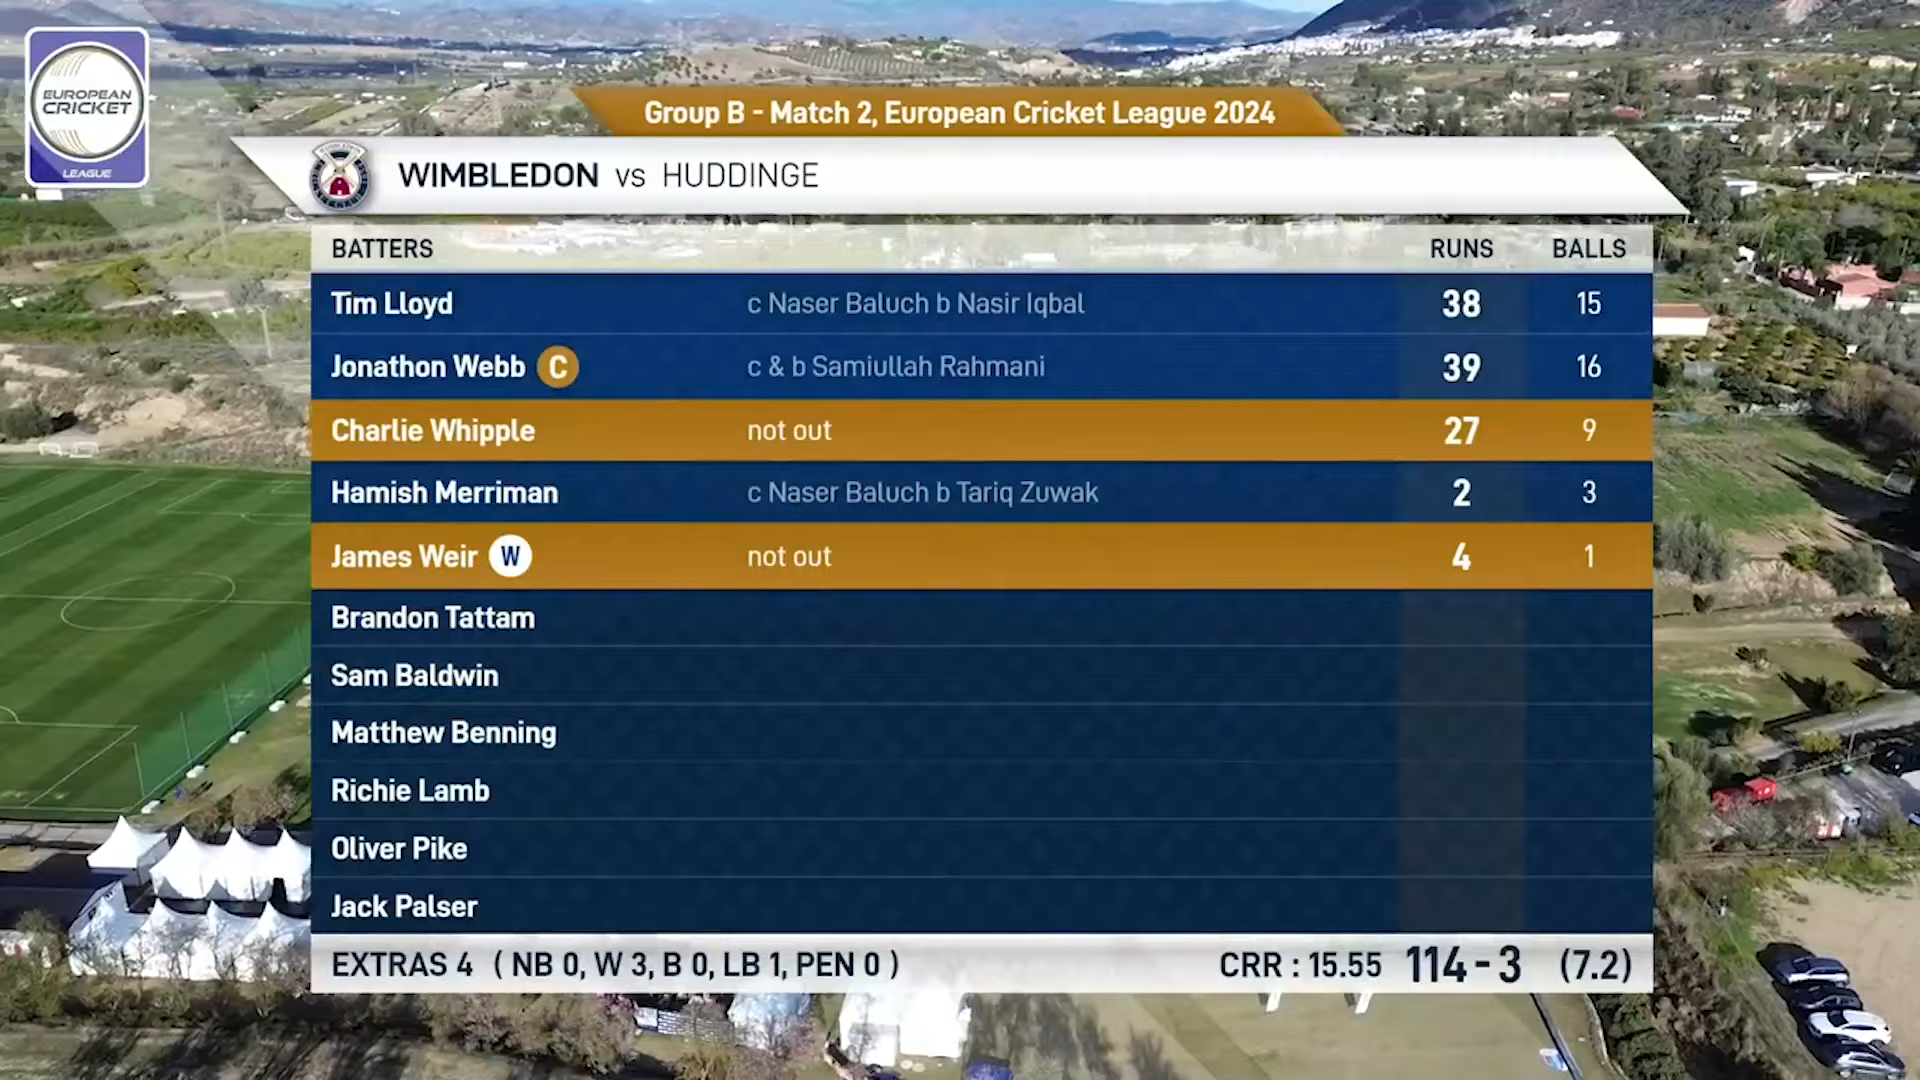 EUROPEAN
CRICKET
LEAGUE
Group B - Match 2, European Cricket League 2024
WIMBLEDON vs HUDDINGE
BATTERS RUNS BALLS
Tim Lloyd c Naser Baluch b Nasir Iqbal 38 15
Jonathon Webb C c & b Samiullah Rahmani 39 16
Charlie Whipple not out 27 9
Hamish Merriman c Naser Baluch b Tariq Zuwak 2 3
James Weir W not out 4 1
Brandon Tattam
Sam Baldwin
Matthew Benning
Richie Lamb
Oliver Pike
Jack Palser
EXTRAS 4 ( NB 0, W 3, B 0, LB 1, PEN 0 ) CRR : 15.55 114 - 3 (7.2)